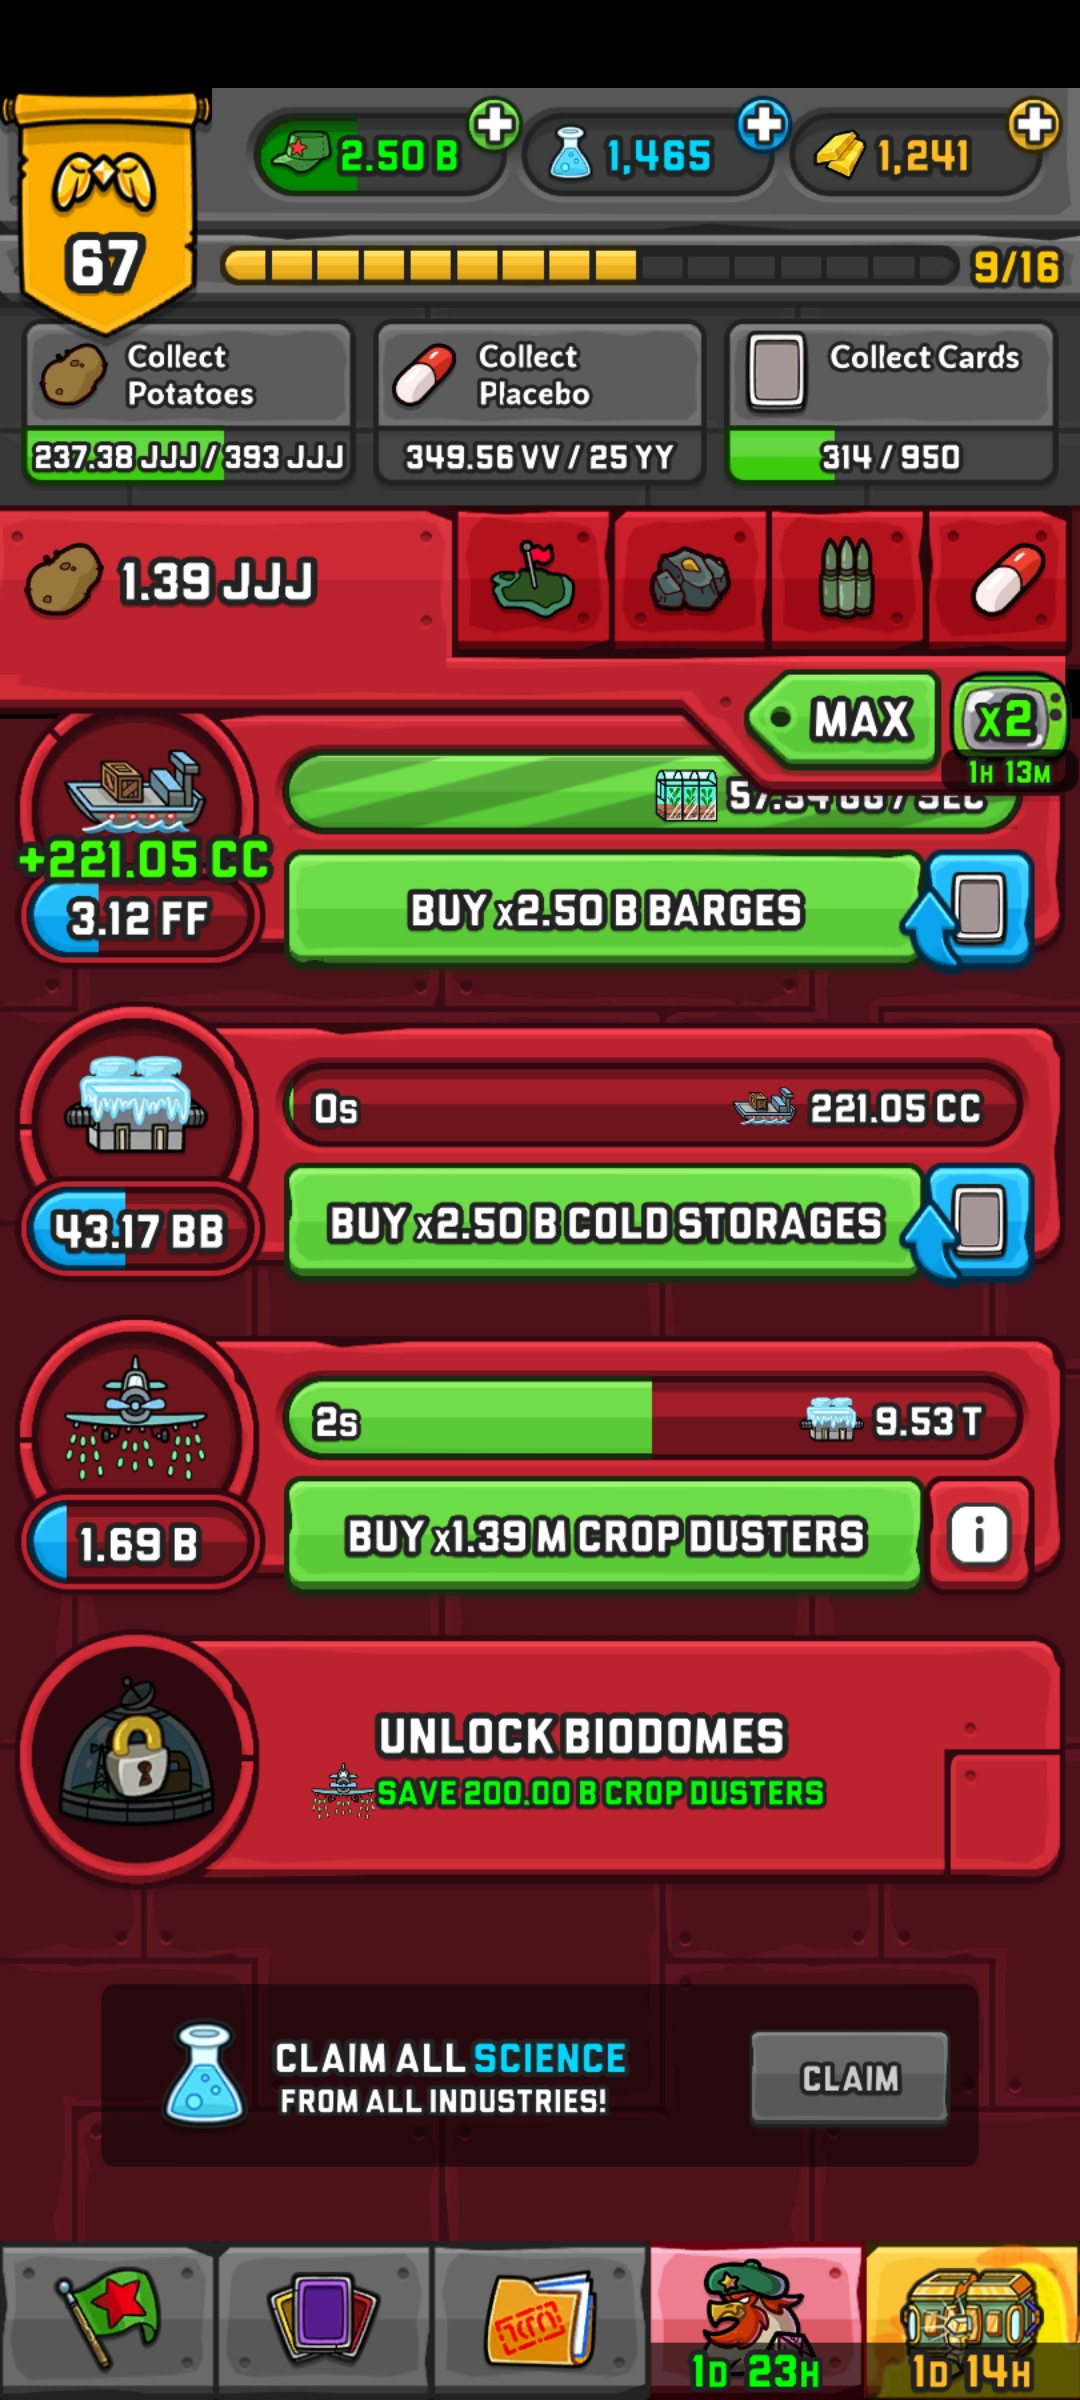 67
2.50 B
1,465
1,241
9/16
Collect
Potatoes
237.38 JJJ / 393 JJJ
Collect
Placebo
349.56 VV / 25 YY
Collect Cards
314 / 950
1.39 JJJ
MAX
x2
1H 13M
57.54 GG / SEC
+221.05 CC
3.12 FF
BUY x2.50 B BARGES
0s
221.05 CC
43.17 BB
BUY x2.50 B COLD STORAGES
2s
9.53 T
1.69 B
BUY x1.39 M CROP DUSTERS
i
UNLOCK BIODOMES
SAVE 200.00 B CROP DUSTERS
CLAIM ALL SCIENCE
FROM ALL INDUSTRIES!
CLAIM
1D 23H
1D 14H